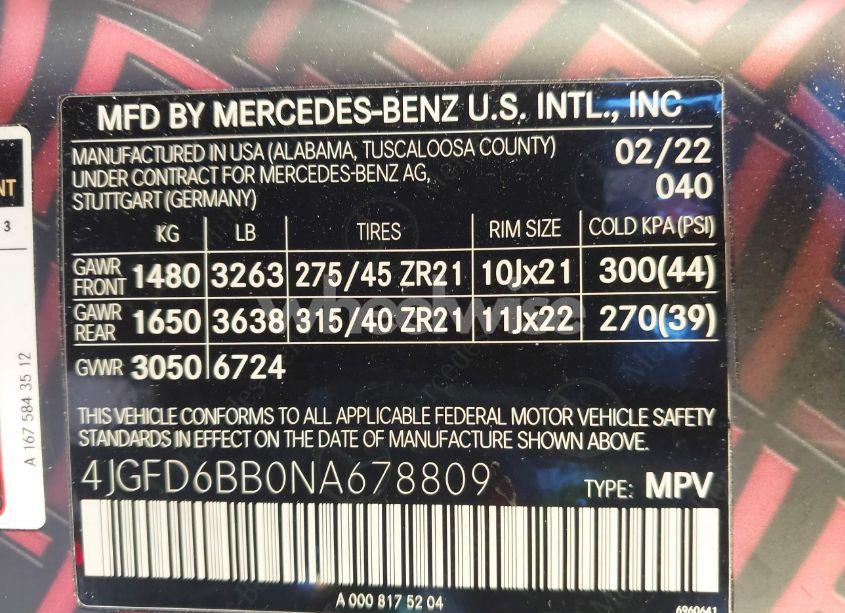 MFD BY MERCEDES-BENZ U.S. INTL., INC
MANUFACTURED IN USA (ALABAMA, TUSCALOOSA COUNTY) 02/22
UNDER CONTRACT FOR MERCEDES-BENZ AG, 040
STUTTGART (GERMANY)
KG LB TIRES RIM SIZE COLD KPA (PSI)
GAWR FRONT 1480 3263 275/45 ZR21 10Jx21 300(44)
GAWR REAR 1650 3638 315/40 ZR21 11Jx22 270(39)
GVWR 3050 6724
THIS VEHICLE CONFORMS TO ALL APPLICABLE FEDERAL MOTOR VEHICLE SAFETY
STANDARDS IN EFFECT ON THE DATE OF MANUFACTURE SHOWN ABOVE.
4JGFD6BB0NA678809 TYPE: MPV
A 000 817 52 04
6960641
NT
3
A 167 584 35 12
Wheelwise